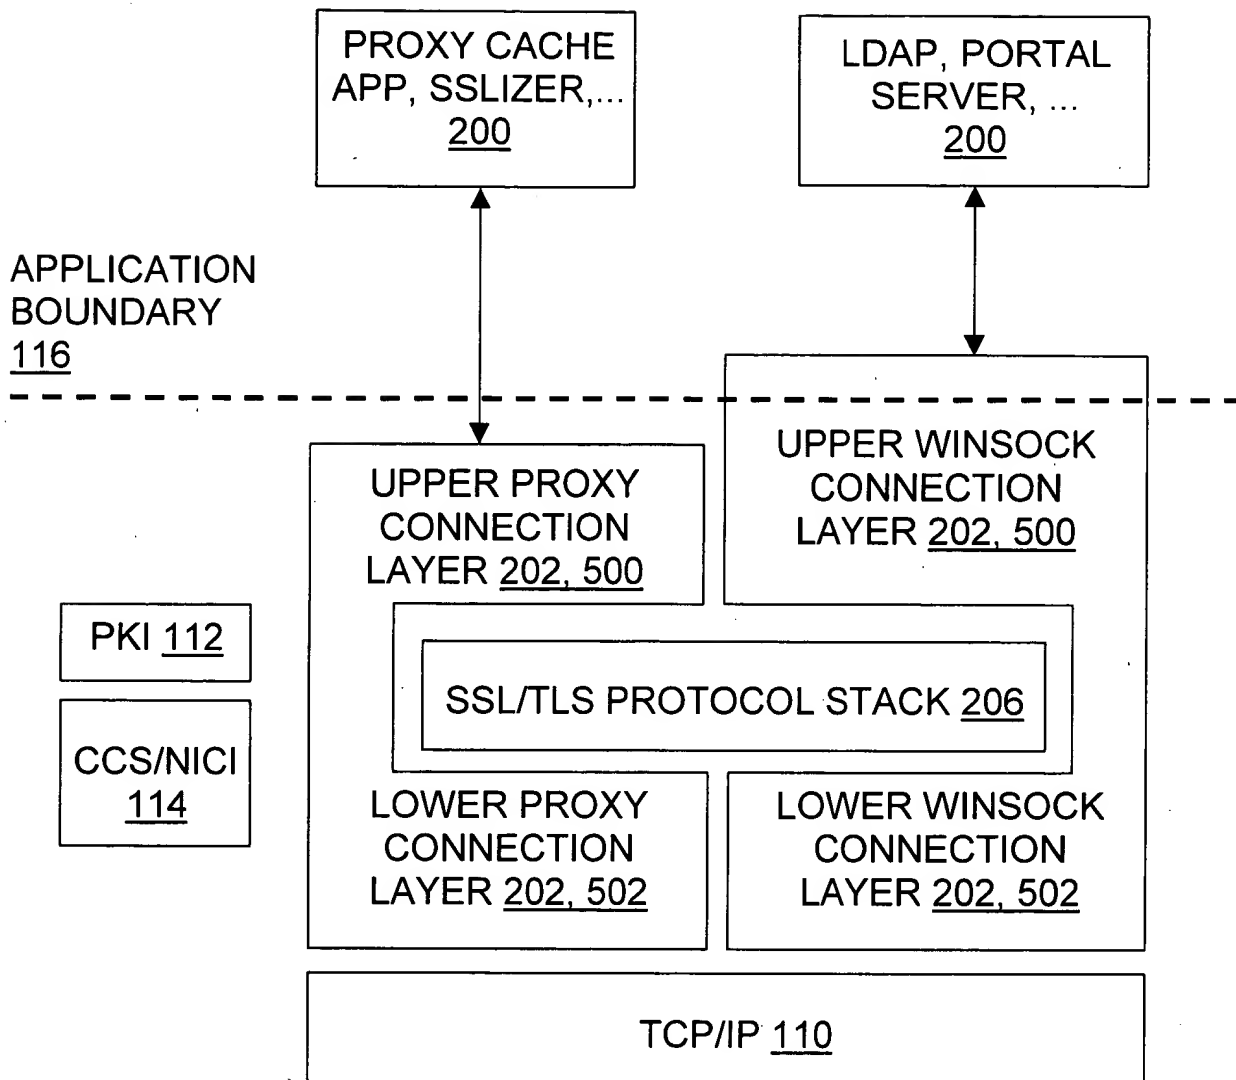 PROXY CACHE
APP, SSLIZER,...
200
LDAP, PORTAL
SERVER, ...
200
APPLICATION
BOUNDARY
116
UPPER PROXY
CONNECTION
LAYER 202, 500
UPPER WINSOCK
CONNECTION
LAYER 202, 500
PKI 112
SSL/TLS PROTOCOL STACK 206
CCS/NICI
114
LOWER PROXY
CONNECTION
LAYER 202, 502
LOWER WINSOCK
CONNECTION
LAYER 202, 502
TCP/IP 110